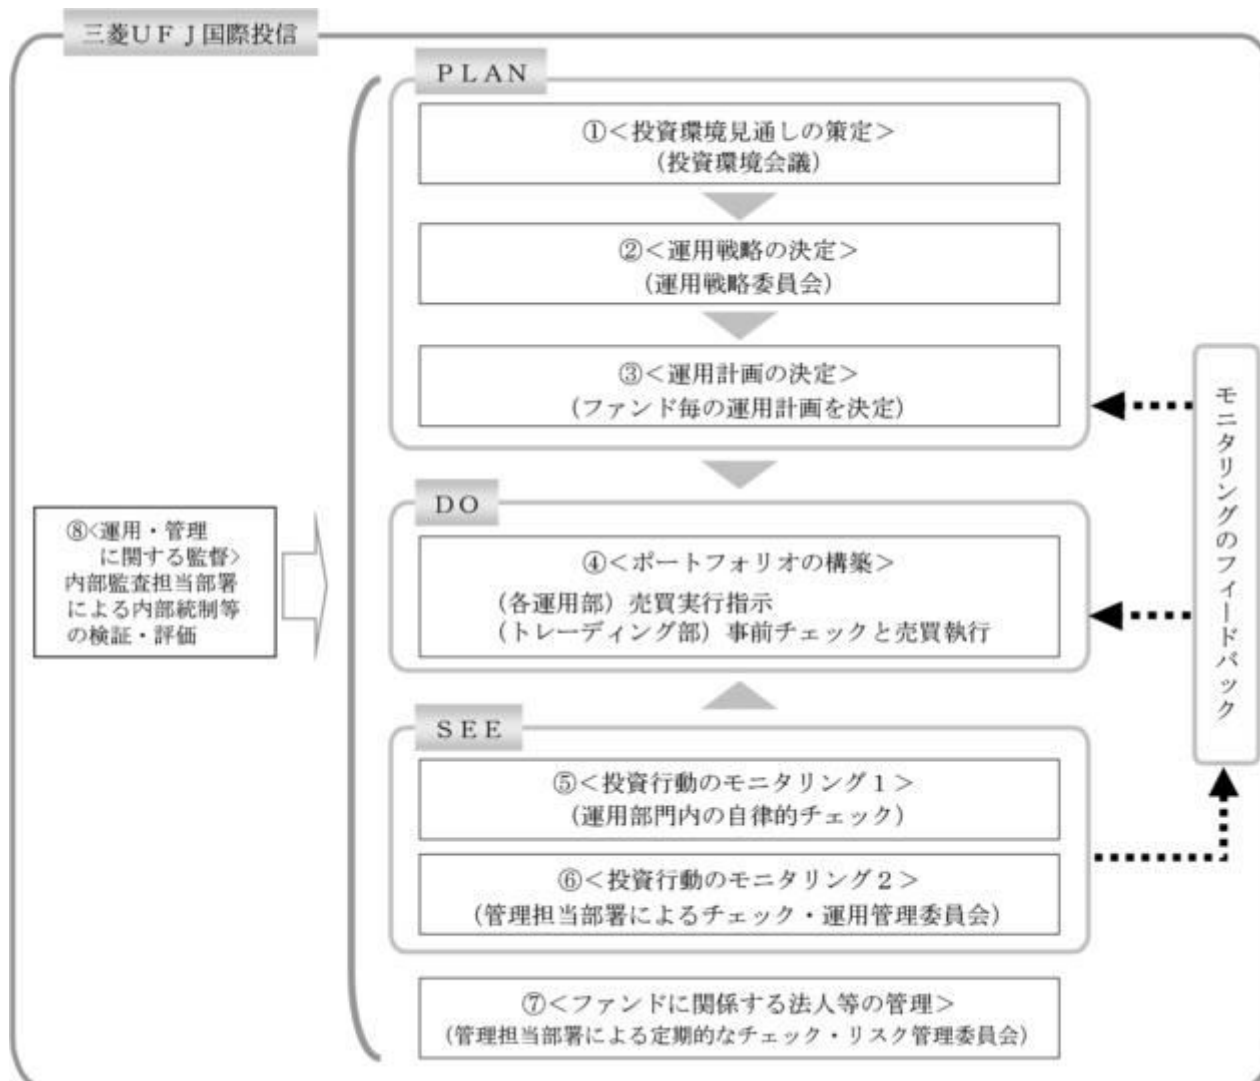 三菱ＵＦＪ国際投信
ＰＬＡＮ
①＜投資環境見通しの策定＞
（投資環境会議）
②＜運用戦略の決定＞
（運用戦略委員会）
③＜運用計画の決定＞
（ファンド毎の運用計画を決定）
ＤＯ
④＜ポートフォリオの構築＞
（各運用部）売買実行指示
（トレーディング部）事前チェックと売買執行
ＳＥＥ
⑤＜投資行動のモニタリング１＞
（運用部門内の自律的チェック）
⑥＜投資行動のモニタリング２＞
（管理担当部署によるチェック・運用管理委員会）
⑦＜ファンドに関係する法人等の管理＞
（管理担当部署による定期的なチェック・リスク管理委員会）
⑧<運用・管理
に関する監督>
内部監査担当部署
による内部統制等
の検証・評価
モニタリングのフィードバック